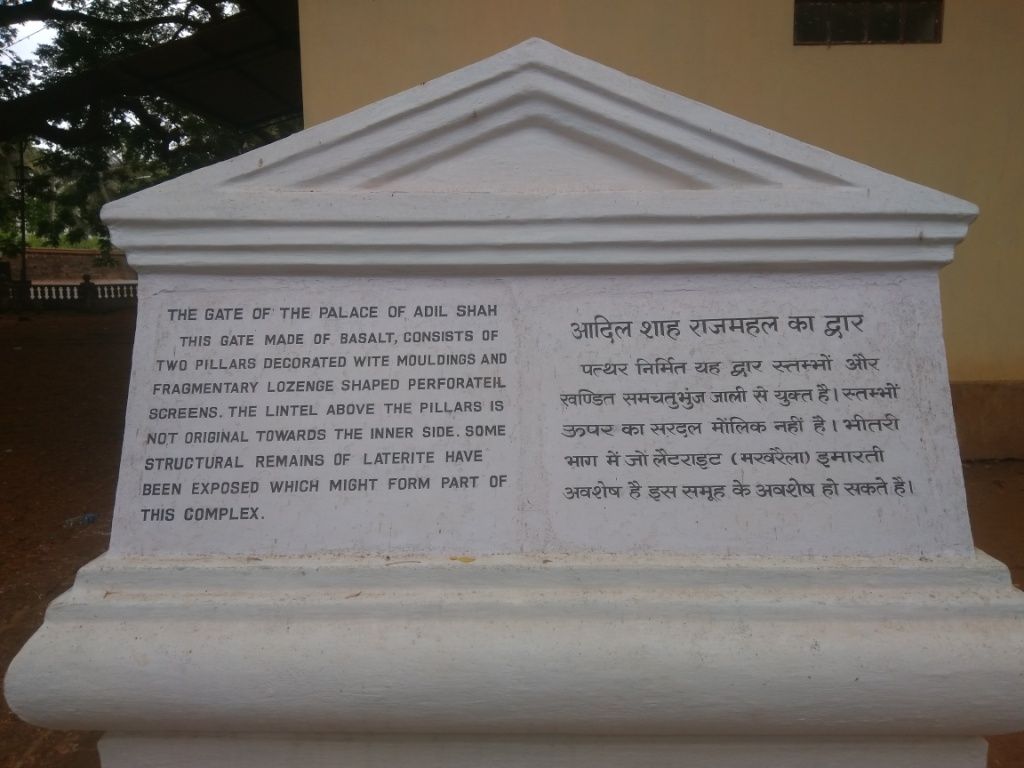 THE GATE OF THE PALACE OF ADIL SHAH
THIS GATE MADE OF BASALT, CONSISTS OF
TWO PILLARS DECORATED WITE MOULDINGS AND
FRAGMENTARY LOZENGE SHAPED PERFORATEL
SCREENS. THE LINTEL ABOVE THE PILLARS IS
NOT ORIGINAL TOWARDS THE INNER SIDE. SOME
STRUCTURAL REMAINS OF LATERITE HAVE
BEEN EXPOSED WHICH MIGHT FORM PART OF
THIS COMPLEX.
आदिल शाह राजमहल का द्वार
पत्थर निर्मित यह द्वार स्तम्भों और
खण्डित समचतुभुंज जाली से युक्त है। स्तम्भों
ऊपर का सरदल मोंलिक नहीं है। भीतरी
भाग में जो लैटराइट (मखरैला) इमारती
अवशेष है इस समूह के अवशेष हो सकते है।